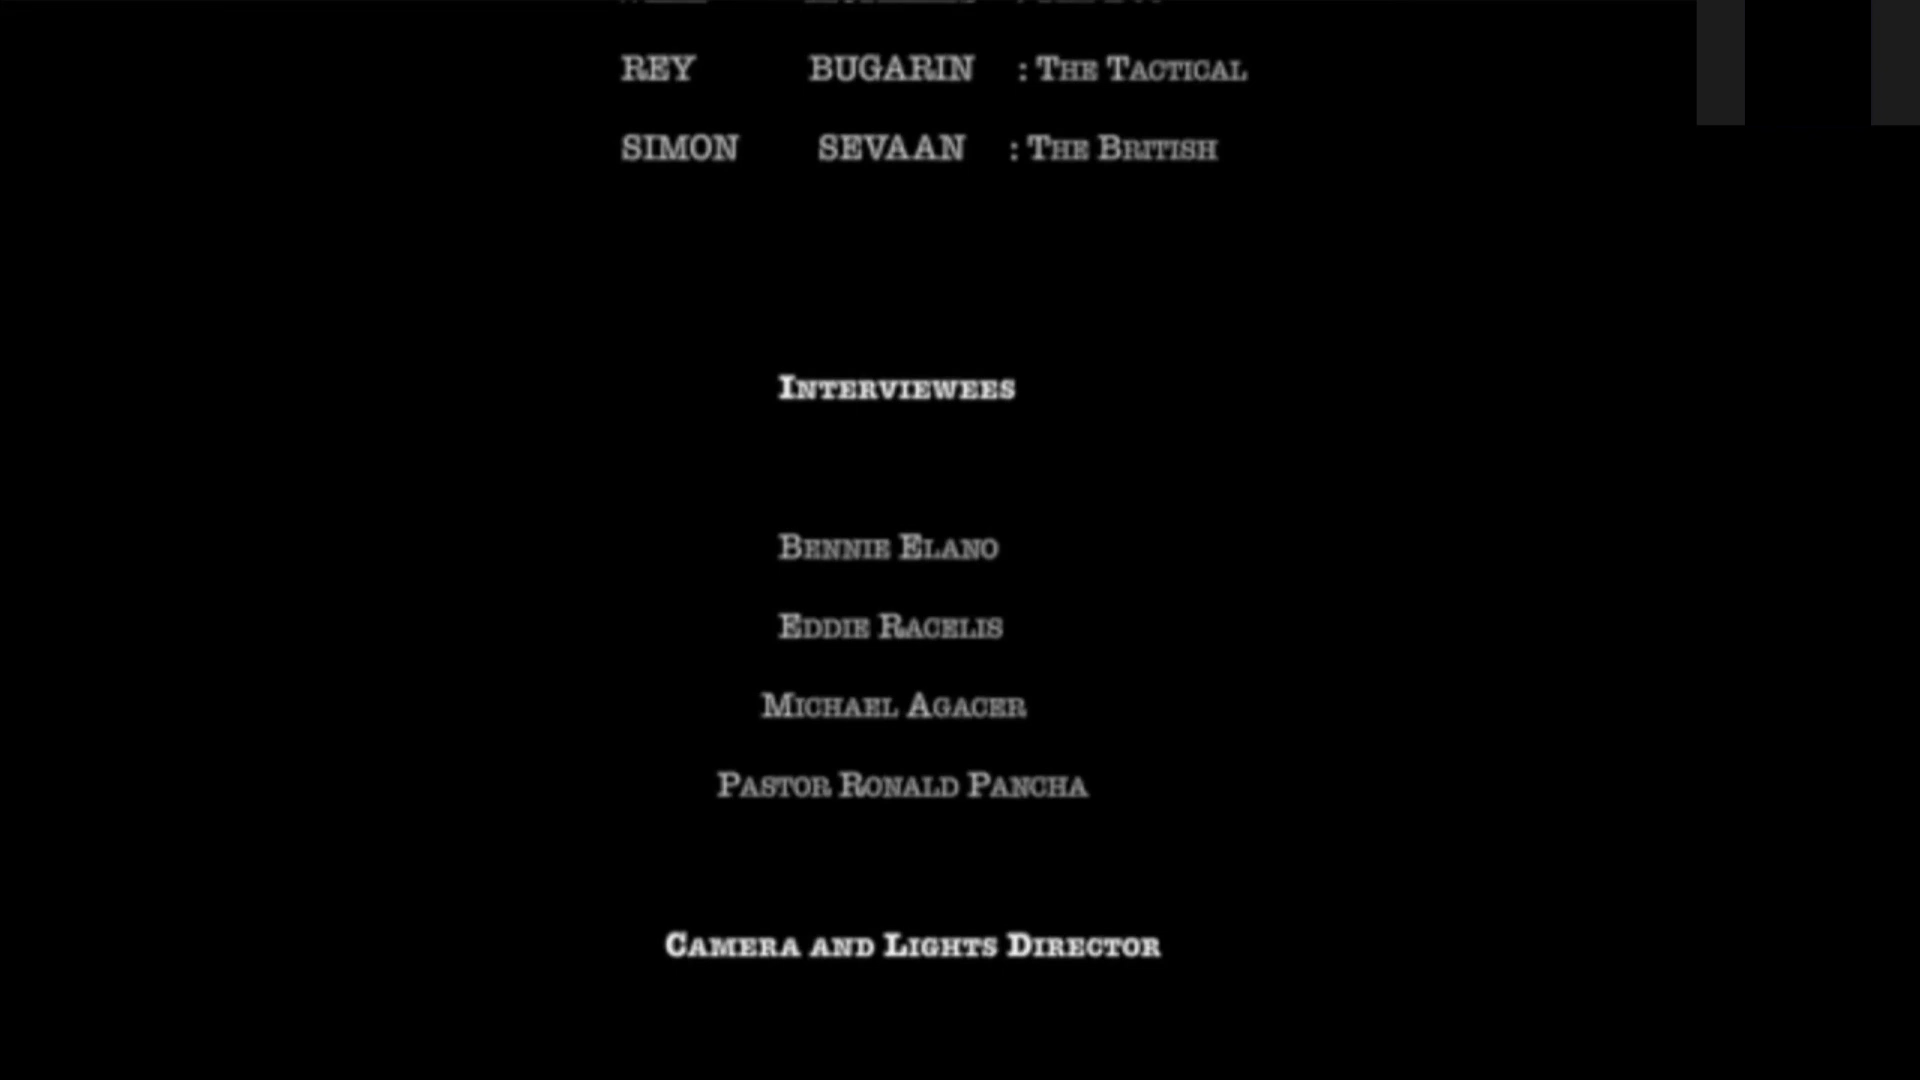 REY BUGARIN : THE TACTICAL
SIMON SEVAAN : THE BRITISH
INTERVIEWEES
BENNIE ELANO
EDDIE RACELIS
MICHAEL AGACER
PASTOR RONALD PANCHA
CAMERA AND LIGHTS DIRECTOR